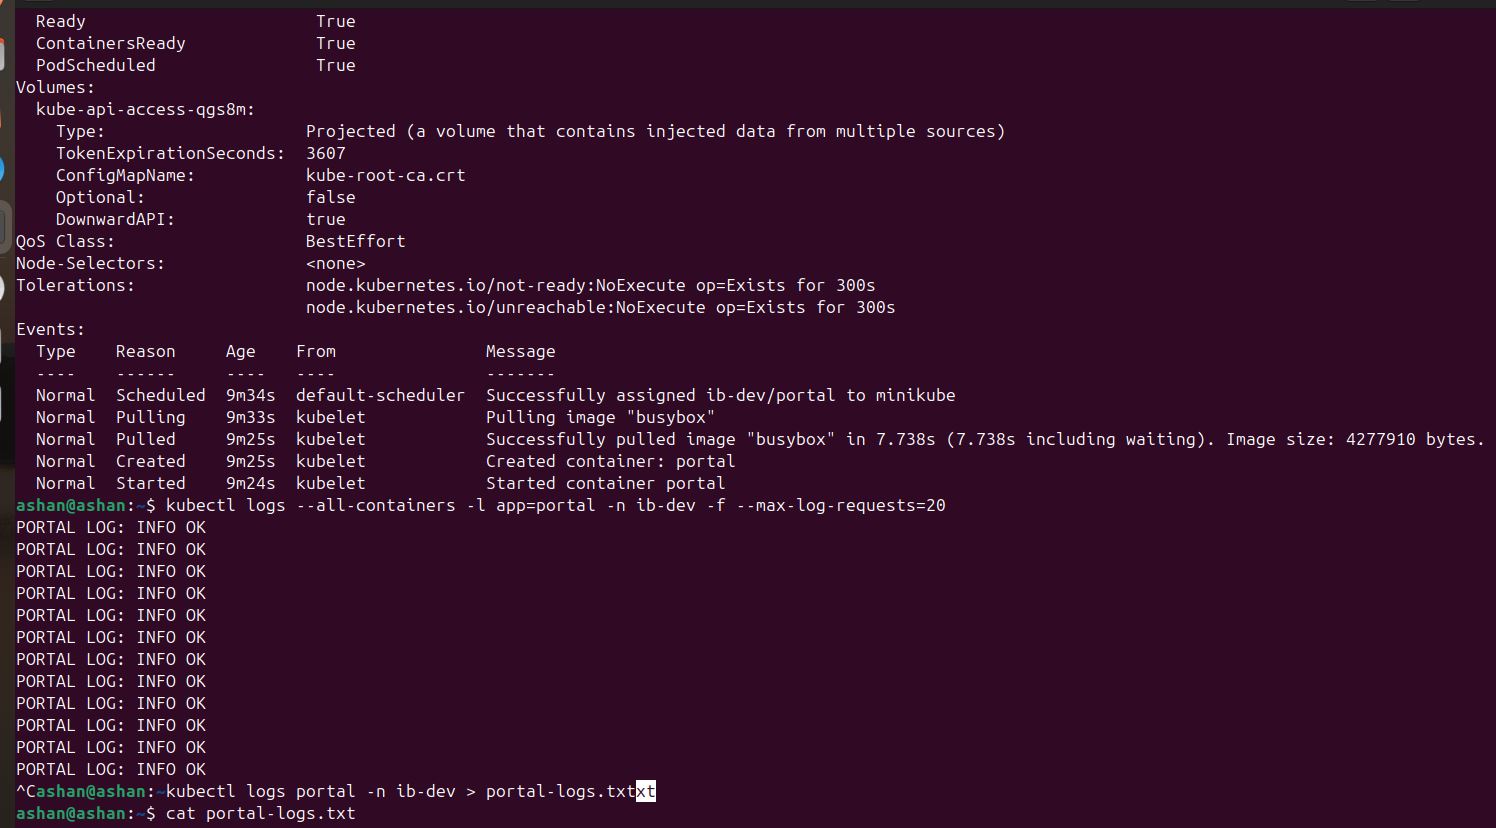 Ready                       True
  ContainersReady             True
  PodScheduled                True
Volumes:
  kube-api-access-qgs8m:
    Type:                    Projected (a volume that contains injected data from multiple sources)
    TokenExpirationSeconds:  3607
    ConfigMapName:           kube-root-ca.crt
    Optional:                false
    DownwardAPI:             true
QoS Class:                   BestEffort
Node-Selectors:              <none>
Tolerations:                 node.kubernetes.io/not-ready:NoExecute op=Exists for 300s
                             node.kubernetes.io/unreachable:NoExecute op=Exists for 300s
Events:
  Type    Reason     Age    From               Message
  ----    ------     ----   ----               -------
  Normal  Scheduled  9m34s  default-scheduler  Successfully assigned ib-dev/portal to minikube
  Normal  Pulling    9m33s  kubelet            Pulling image "busybox"
  Normal  Pulled     9m25s  kubelet            Successfully pulled image "busybox" in 7.738s (7.738s including waiting). Image size: 4277910 bytes.
  Normal  Created    9m25s  kubelet            Created container: portal
  Normal  Started    9m24s  kubelet            Started container portal
ashan@ashan:~$ kubectl logs --all-containers -l app=portal -n ib-dev -f --max-log-requests=20
PORTAL LOG: INFO OK
PORTAL LOG: INFO OK
PORTAL LOG: INFO OK
PORTAL LOG: INFO OK
PORTAL LOG: INFO OK
PORTAL LOG: INFO OK
PORTAL LOG: INFO OK
PORTAL LOG: INFO OK
PORTAL LOG: INFO OK
PORTAL LOG: INFO OK
PORTAL LOG: INFO OK
PORTAL LOG: INFO OK
^Cashan@ashan:~kubectl logs portal -n ib-dev > portal-logs.txtxt
ashan@ashan:~$ cat portal-logs.txt